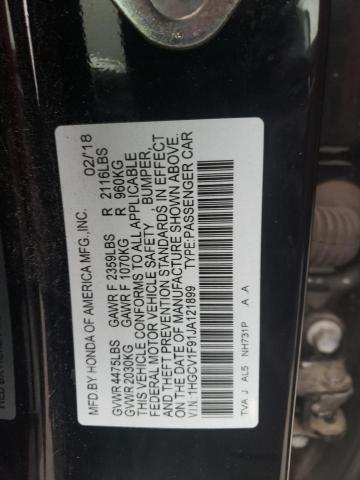 MFD.BY HONDA OF AMERICA MFG.,INC. 02/18
GVWR 4475LBS GAWR F 2359LBS R 2116LBS
GVWR 2030KG GAWR F 1070KG R 960KG
THIS VEHICLE CONFORMS TO ALL APPLICABLE
FEDERAL MOTOR VEHICLE SAFETY BUMPER,
AND THEFT PREVENTION STANDARDS IN EFFECT
ON THE DATE OF MANUFACTURE SHOWN ABOVE.
V.I.N.:1HGCV1F91JA121899 TYPE:PASSENGER CAR
TVA J AL5 NH731P A A